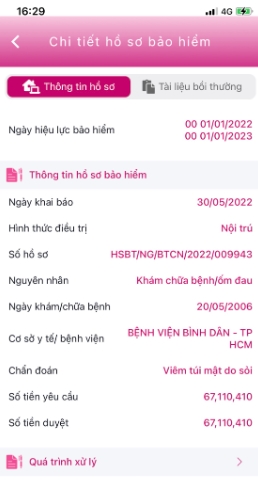 16:29
4G
Chi tiết hồ sơ bảo hiểm
Thông tin hồ sơ
Tài liệu bồi thường
Ngày hiệu lực bảo hiểm
00 01/01/2022
00 01/01/2023
Thông tin hồ sơ bảo hiểm
Ngày khai báo 30/05/2022
Hình thức điều trị Nội trú
Số hồ sơ HSBT/NG/BTCN/2022/009943
Nguyên nhân Khám chữa bệnh/ốm đau
Ngày khám/chữa bệnh 20/05/2006
Cơ sở y tế/ bệnh viện BỆNH VIỆN BÌNH DÂN - TP
HCM
Chẩn đoán Viêm túi mật do sỏi
Số tiền yêu cầu 67,110,410
Số tiền duyệt 67,110,410
Quá trình xử lý